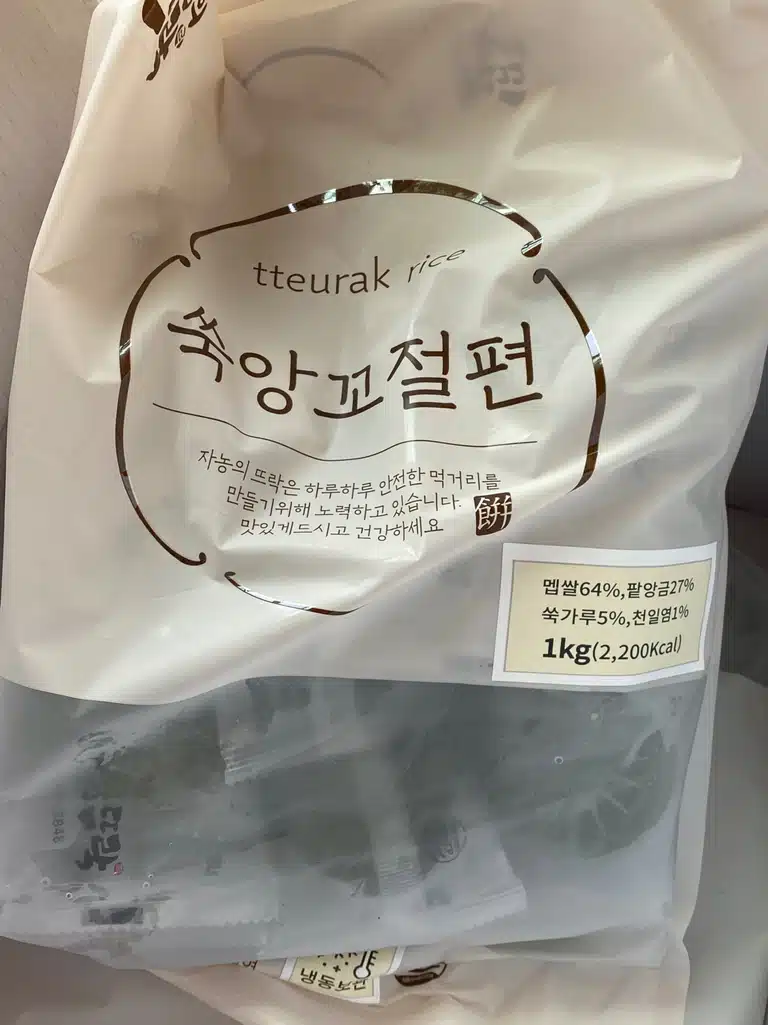 tteurak rice
쑥앙꼬절편
자농의 뜨락은 하루하루 안전한 먹거리를
만들기위해 노력하고 있습니다.
맛있게드시고 건강하세요
餠
멥쌀64%,팥앙금27%
쑥가루5%,천일염1%
1kg(2,200Kcal)
냉동보관